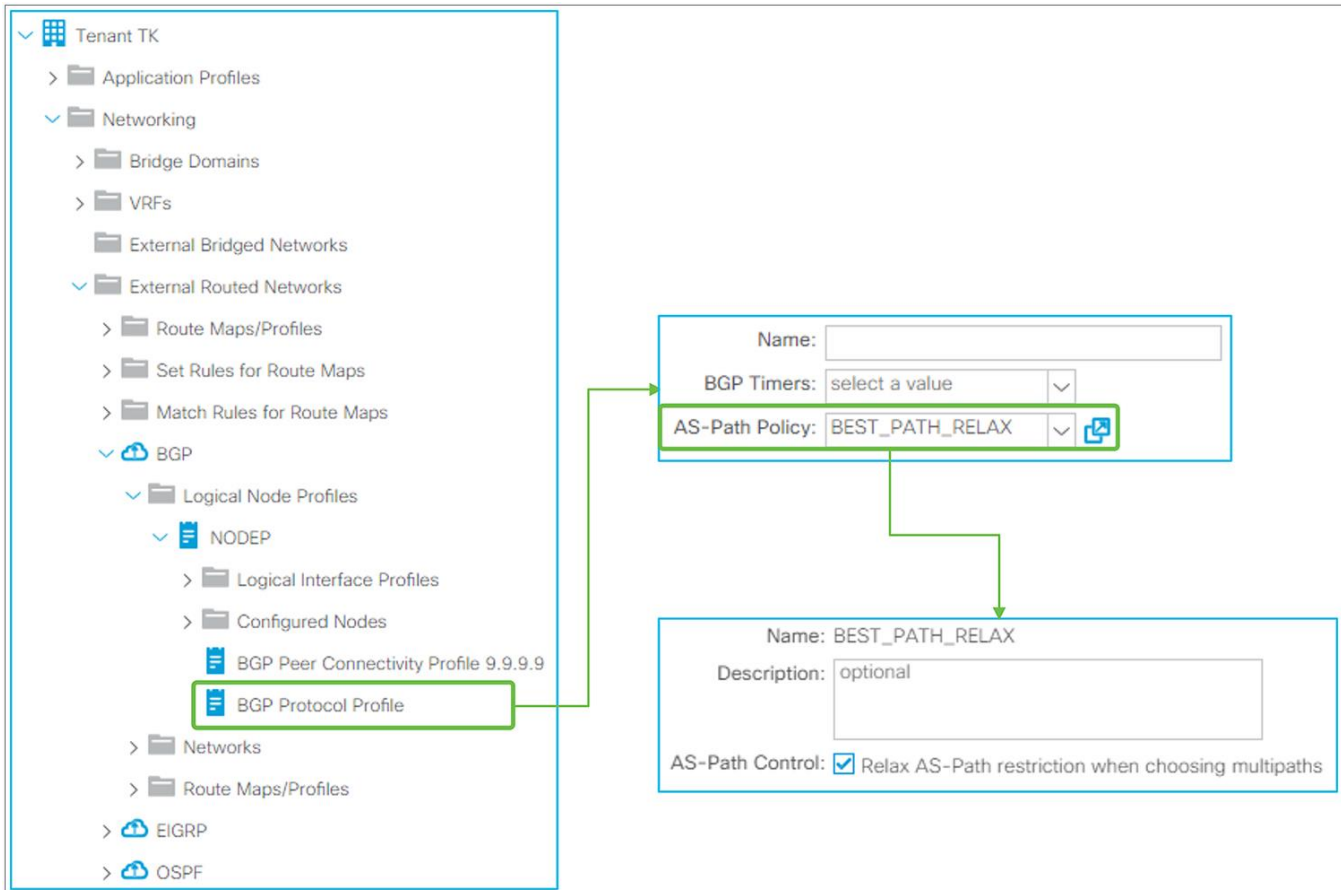 Tenant TK
Application Profiles
Networking
Bridge Domains
VRFs
External Bridged Networks
External Routed Networks
Route Maps/Profiles
Set Rules for Route Maps
Match Rules for Route Maps
BGP
Logical Node Profiles
NODEP
Logical Interface Profiles
Configured Nodes
BGP Peer Connectivity Profile 9.9.9.9
BGP Protocol Profile
Networks
Route Maps/Profiles
EIGRP
OSPF
Name:
BGP Timers: select a value
AS-Path Policy: BEST_PATH_RELAX
Name: BEST_PATH_RELAX
Description: optional
AS-Path Control: Relax AS-Path restriction when choosing multipaths